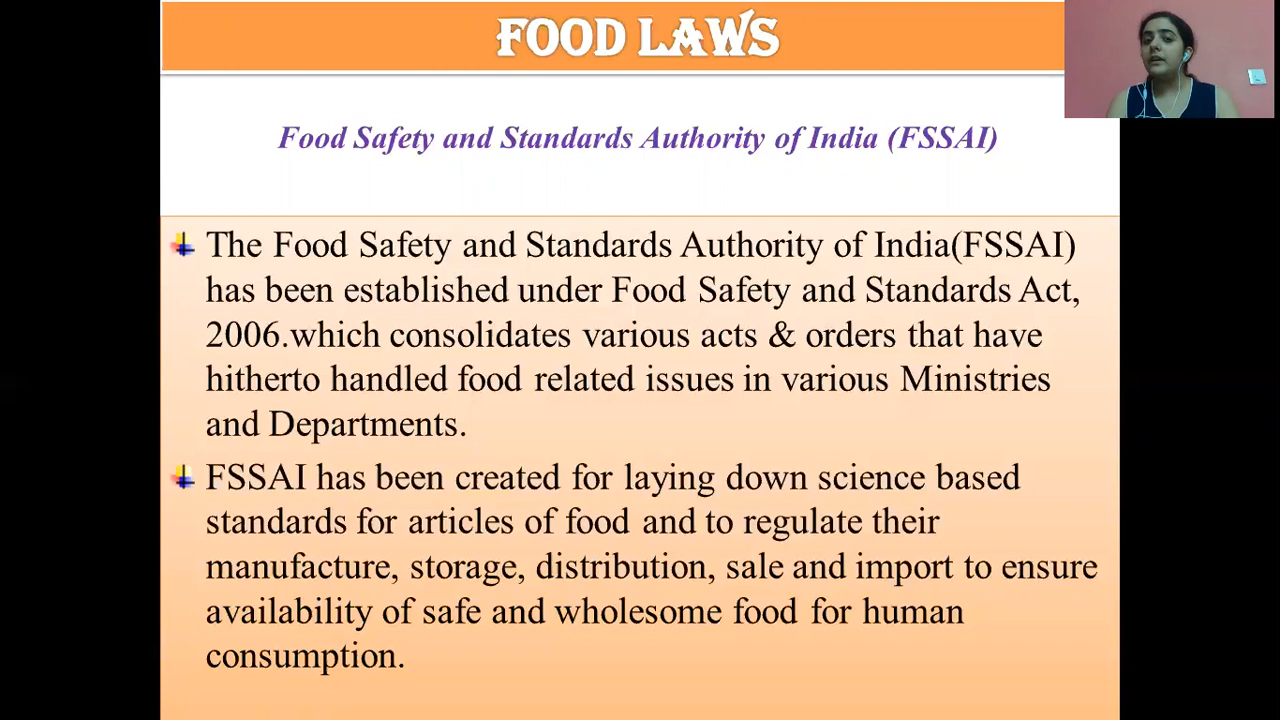 FOOD LAWS
Food Safety and Standards Authority of India (FSSAI)
The Food Safety and Standards Authority of India(FSSAI)
has been established under Food Safety and Standards Act,
2006.which consolidates various acts & orders that have
hitherto handled food related issues in various Ministries
and Departments.
FSSAI has been created for laying down science based
standards for articles of food and to regulate their
manufacture, storage, distribution, sale and import to ensure
availability of safe and wholesome food for human
consumption.